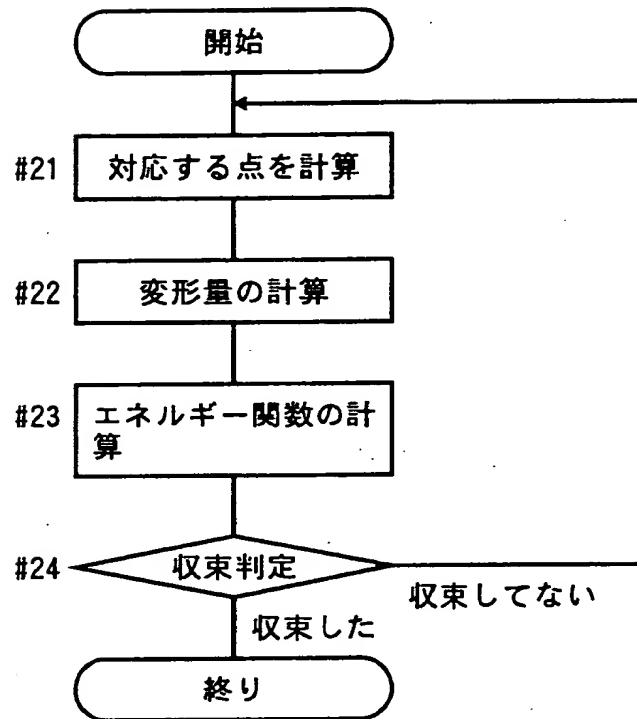 開始
#21 対応する点を計算
#22 変形量の計算
#23 エネルギー関数の計
算
#24 収束判定
収束してない
収束した
終り